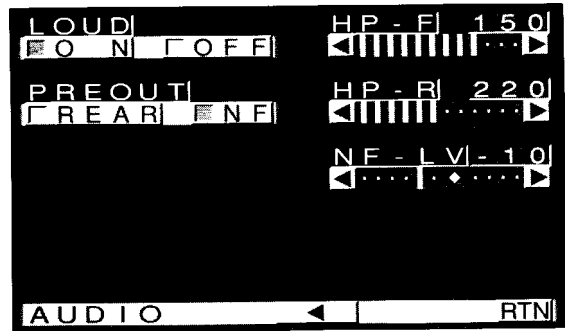 LOUD
ON OFF
PREOUT
REAR NF
HP-F 150
HP-R 220
NF-LV -10
AUDIO RTN